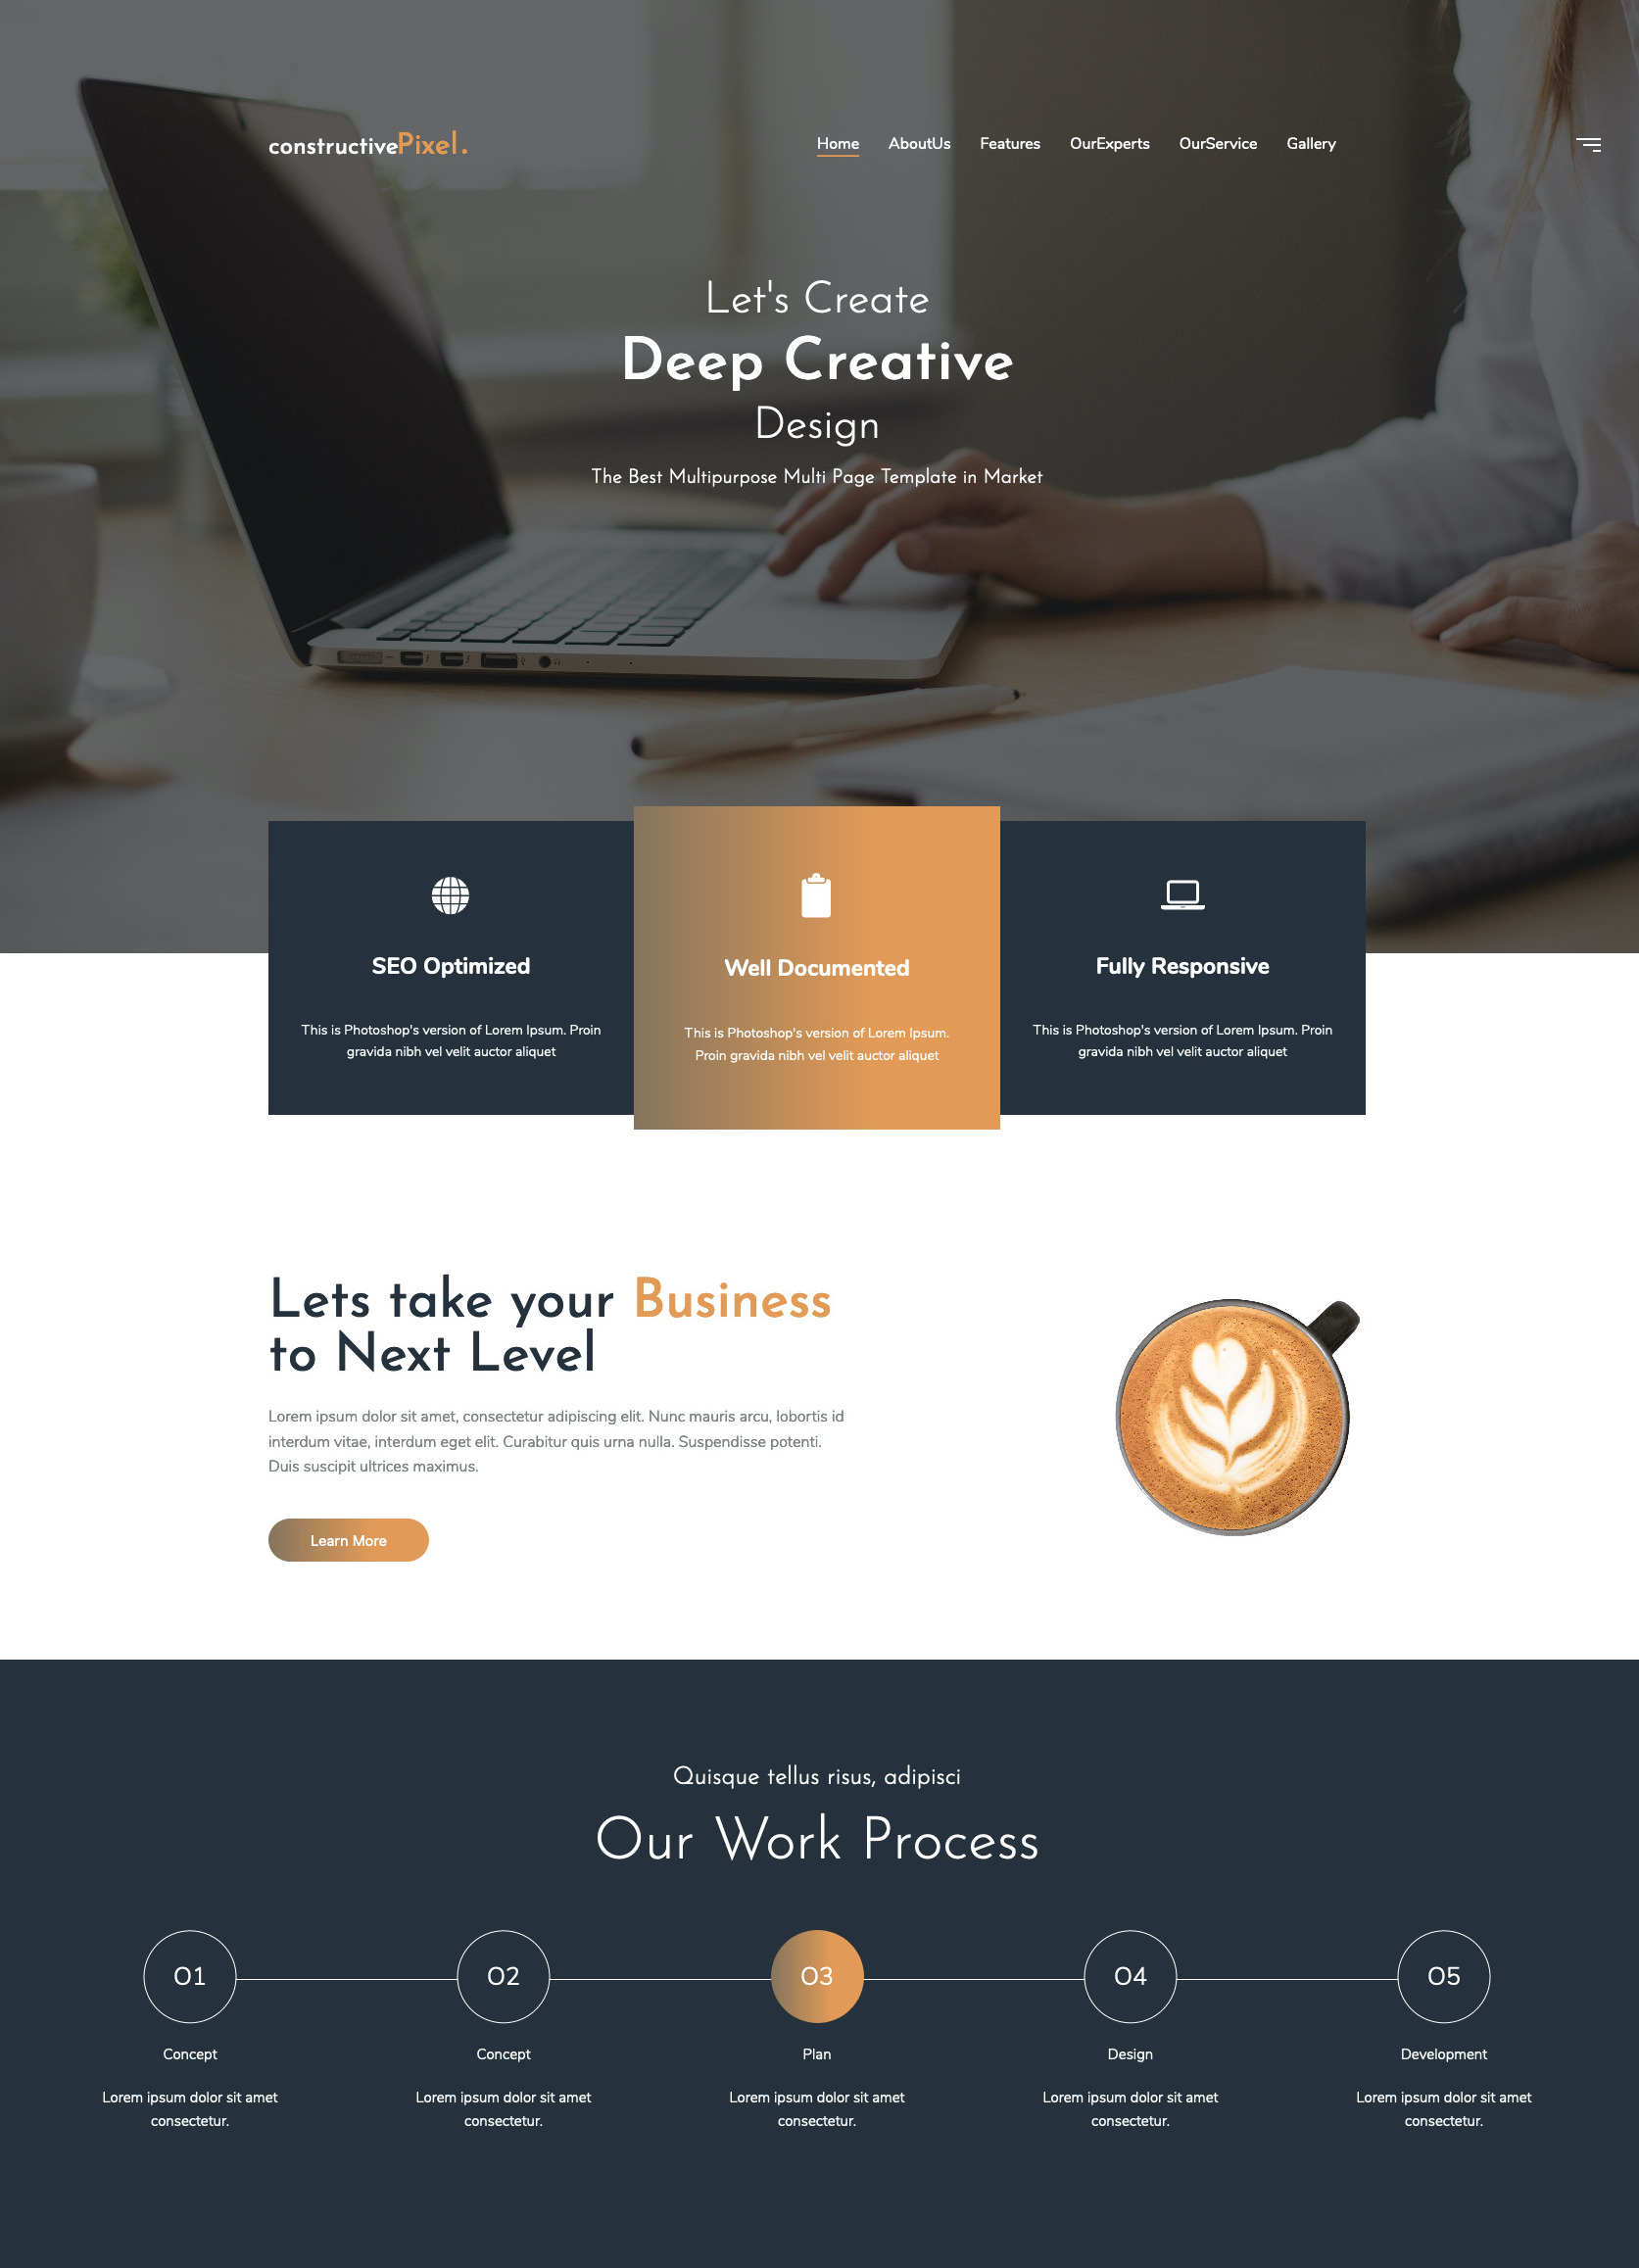 constructivePixel.
Home AboutUs Features OurExperts OurService Gallery
Let's Create
Deep Creative
Design
The Best Multipurpose Multi Page Template in Market
SEO Optimized
This is Photoshop's version of Lorem Ipsum. Proin
gravida nibh vel velit auctor aliquet
Well Documented
This is Photoshop's version of Lorem Ipsum.
Proin gravida nibh vel velit auctor aliquet
Fully Responsive
This is Photoshop's version of Lorem Ipsum. Proin
gravida nibh vel velit auctor aliquet
Lets take your Business
to Next Level
Lorem ipsum dolor sit amet, consectetur adipiscing elit. Nunc mauris arcu, lobortis id
interdum vitae, interdum eget elit. Curabitur quis urna nulla. Suspendisse potenti.
Duis suscipit ultrices maximus.
Learn More
Quisque tellus risus, adipisci
Our Work Process
01
Concept
Lorem ipsum dolor sit amet
consectetur.
02
Concept
Lorem ipsum dolor sit amet
consectetur.
03
Plan
Lorem ipsum dolor sit amet
consectetur.
04
Design
Lorem ipsum dolor sit amet
consectetur.
05
Development
Lorem ipsum dolor sit amet
consectetur.